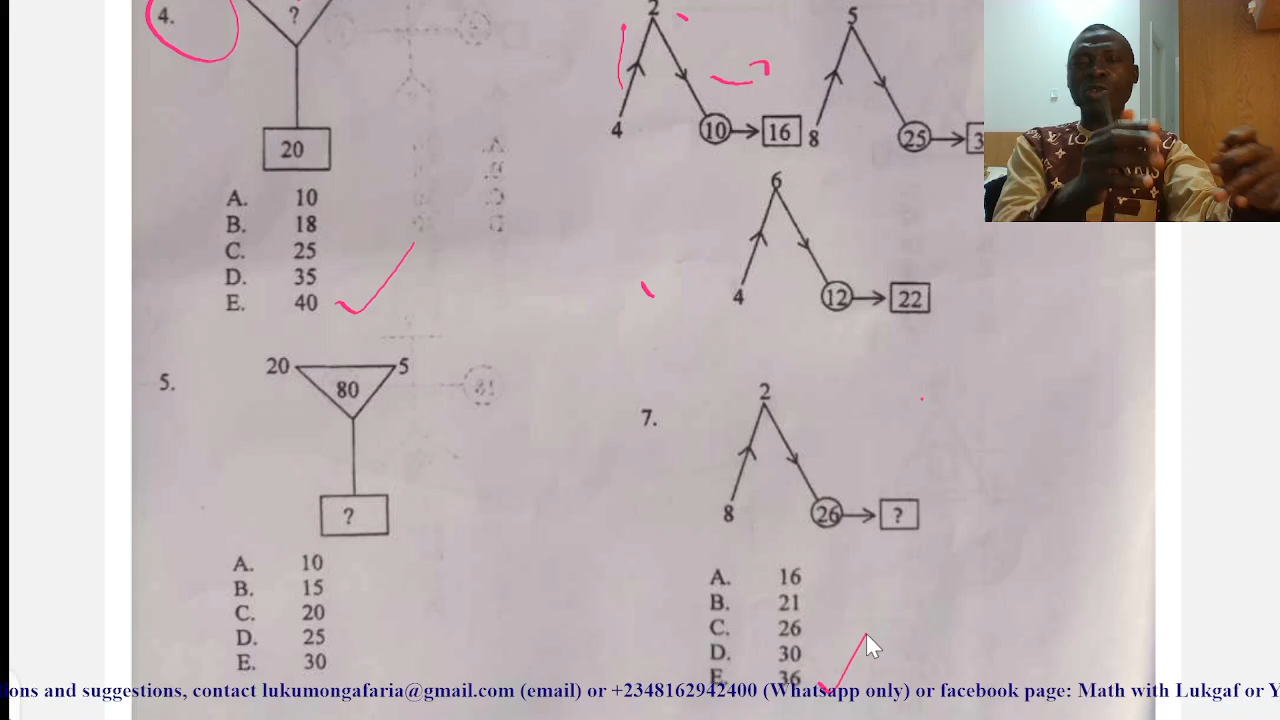 4.
?
20
A. 10
B. 18
C. 25
D. 35
E. 40
5.
20 5
80
?
A. 10
B. 15
C. 20
D. 25
E. 30
2
4 10 16
5
8 25
6
4 12 22
7.
2
8 26 ?
A. 16
B. 21
C. 26
D. 30
E. 36
ions and suggestions, contact lukumongafaria@gmail.com (email) or +2348162942400 (Whatsapp only) or facebook page: Math with Lukgaf or Y